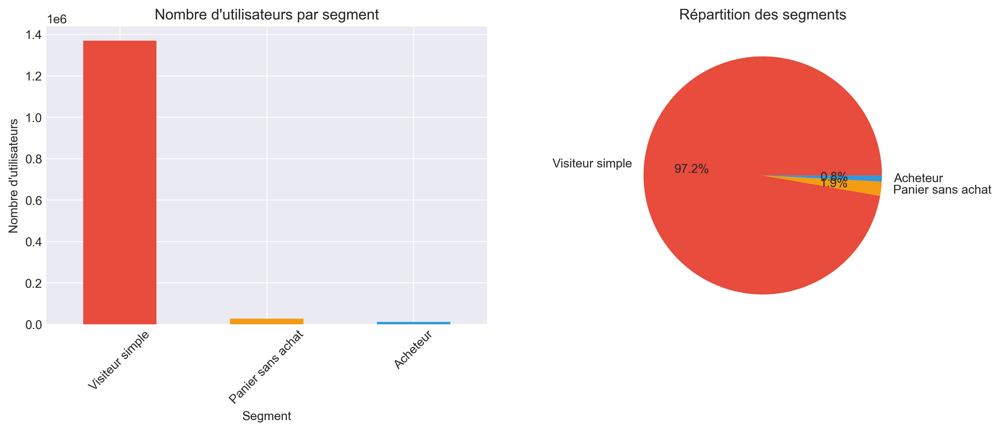 Nombre d'utilisateurs par segment
1e6
1.4
1.2
1.0
0.8
0.6
0.4
0.2
0.0
Nombre d'utilisateurs
Visiteur simple
Panier sans achat
Acheteur
Segment
Répartition des segments
Visiteur simple
97.2%
0.8%
1.9%
Acheteur
Panier sans achat